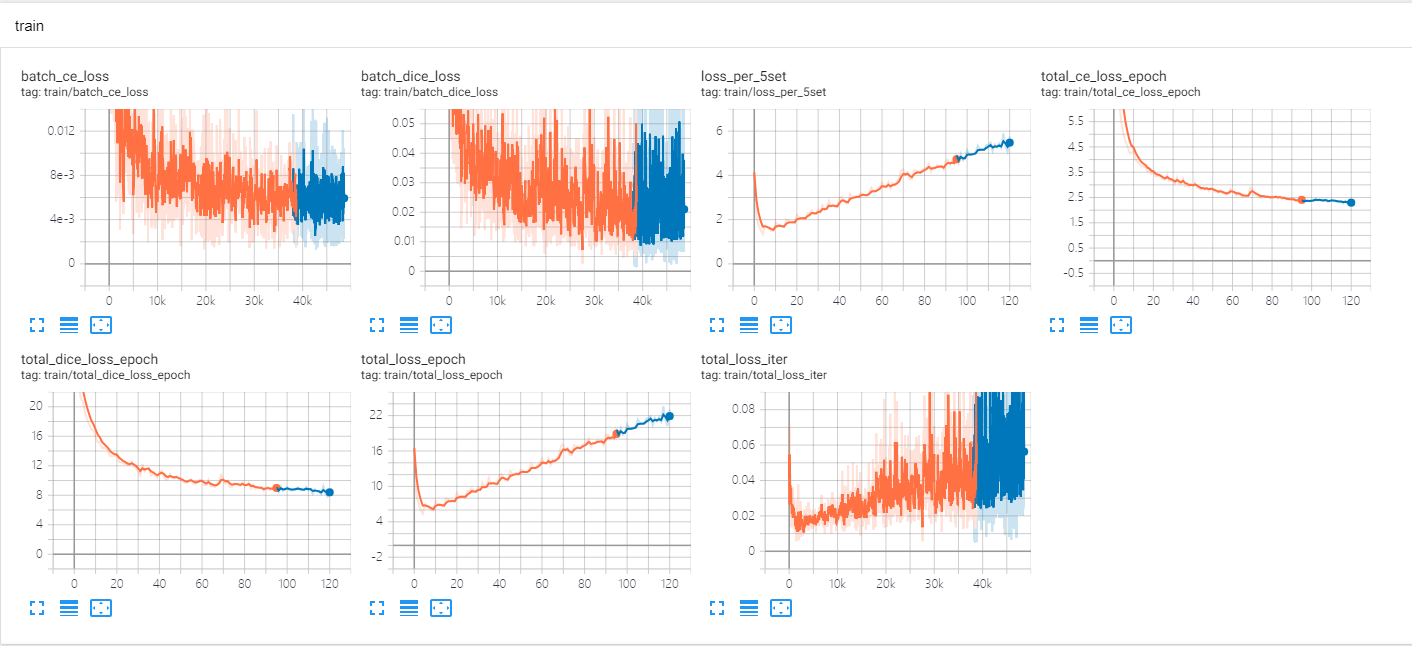 train
batch_ce_loss
tag: train/batch_ce_loss
0.012
8e-3
4e-3
0
0 10k 20k 30k 40k
batch_dice_loss
tag: train/batch_dice_loss
0.05
0.04
0.03
0.02
0.01
0
0 10k 20k 30k 40k
loss_per_5set
tag: train/loss_per_5set
6
4
2
0
0 20 40 60 80 100 120
total_ce_loss_epoch
tag: train/total_ce_loss_epoch
5.5
4.5
3.5
2.5
1.5
0.5
-0.5
0 20 40 60 80 100 120
total_dice_loss_epoch
tag: train/total_dice_loss_epoch
20
16
12
8
4
0
0 20 40 60 80 100 120
total_loss_epoch
tag: train/total_loss_epoch
22
16
10
4
-2
0 20 40 60 80 100 120
total_loss_iter
tag: train/total_loss_iter
0.08
0.06
0.04
0.02
0
0 10k 20k 30k 40k